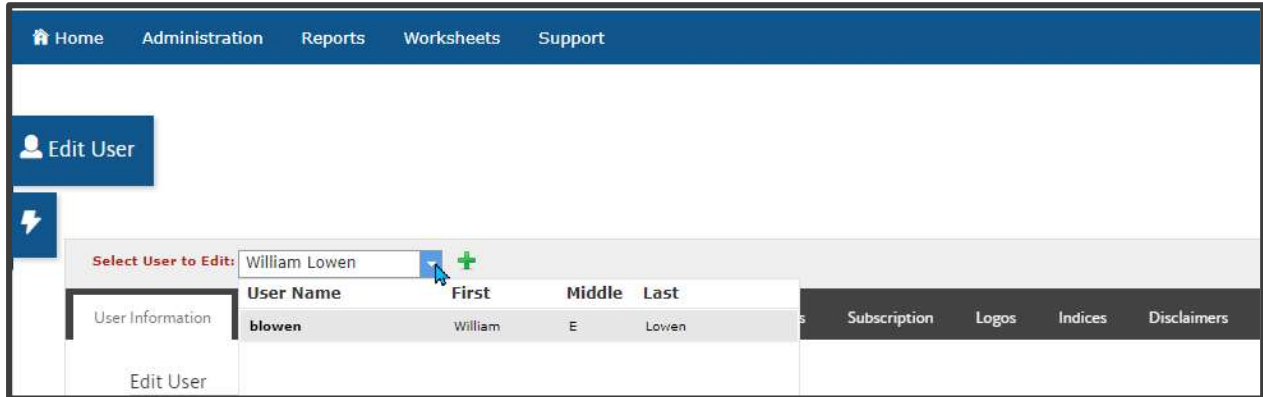 Home Administration Reports Worksheets Support
Edit User
Select User to Edit: William Lowen
User Name First Middle Last
User Information blowen William E Lowen s Subscription Logos Indices Disclaimers
Edit User